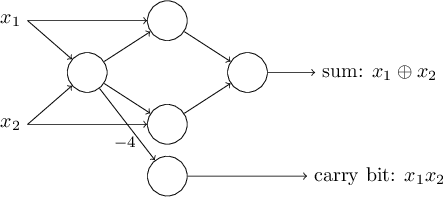 x₁
sum: x₁ ⊕ x₂
x₂
−4
carry bit: x₁x₂